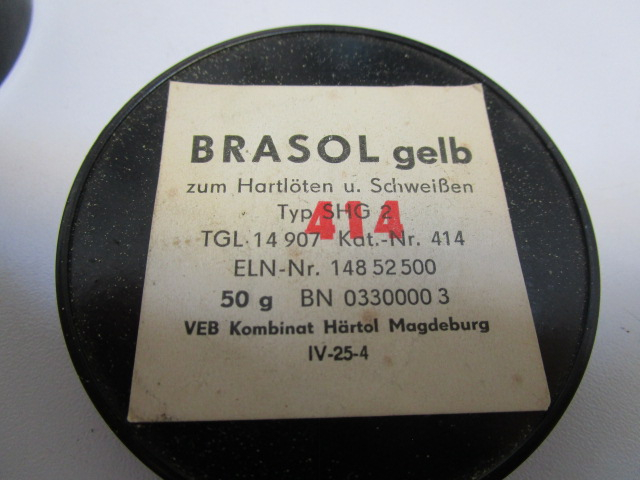 BRASOL gelb
zum Hartlöten u. Schweißen
Typ SHG 2
414
TGL 14 907 Kat.-Nr. 414
ELN-Nr. 148 52 500
50 g BN 0330000 3
VEB Kombinat Härtol Magdeburg
IV-25-4